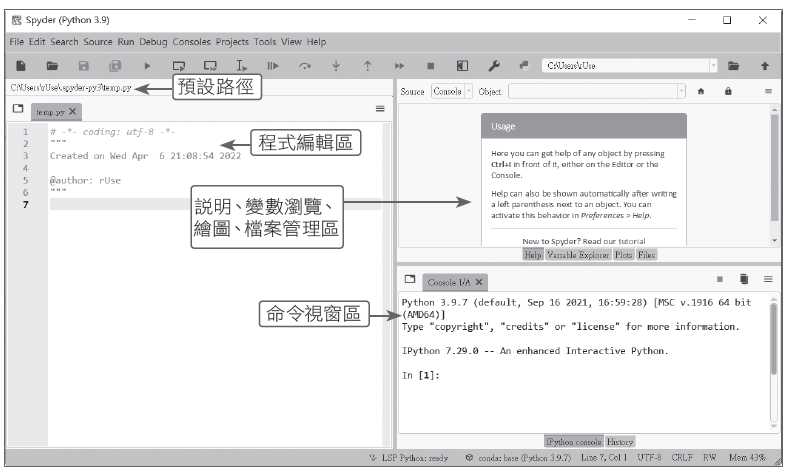 Spyder (Python 3.9)
File Edit Search Source Run Debug Consoles Projects Tools View Help
C:\Users\rUse
C:\Users\rUse\.spyder-py3\temp.py
預設路徑
temp.py
1 # -*- coding: utf-8 -*-
2 """
3 Created on Wed Apr 6 21:08:54 2022
4
5 @author: rUse
6 """
7
程式編輯區
說明、變數瀏覽、
繪圖、檔案管理區
Source Console Object
Usage
Here you can get help of any object by pressing
Ctrl+I in front of it, either on the Editor or the
Console.
Help can also be shown automatically after writing
a left parenthesis next to an object. You can
activate this behavior in Preferences > Help.
New to Spyder? Read our tutorial
Help Variable Explorer Plots Files
Console 1/A
命令視窗區
Python 3.9.7 (default, Sep 16 2021, 16:59:28) [MSC v.1916 64 bit
(AMD64)]
Type "copyright", "credits" or "license" for more information.
IPython 7.29.0 -- An enhanced Interactive Python.
In [1]:
IPython console History
LSP Python: ready conda: base (Python 3.9.7) Line 7, Col 1 UTF-8 CRLF RW Mem 43%